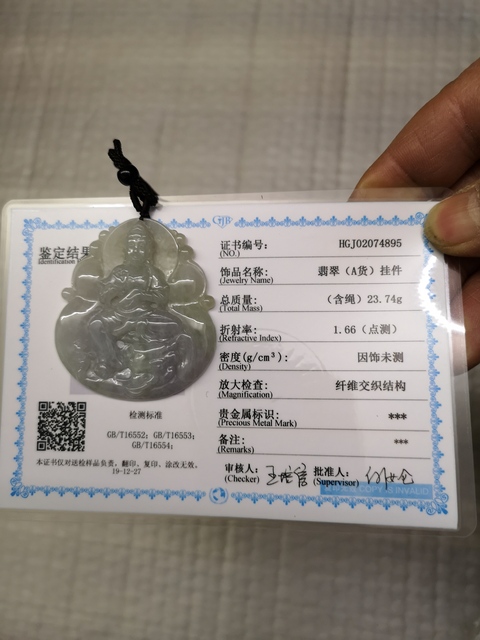 GJB
鉴定结果
Identification
证书编号: HGJ02074895
(NO.)
饰品名称: 翡翠(A货)挂件
(Jewelry Name)
总质量: (含绳)23.74g
(Total Mass)
折射率: 1.66(点测)
(Refractive Index)
密度(g/cm³): 因饰未测
(Density)
放大检查: 纤维交织结构
(Magnification)
贵金属标识: ***
(Precious Metal Mark)
备注: ***
(Remarks)
审核人: 批准人:
(Checker) (Supervisor)
检测标准
GB/T16552; GB/T16553;
GB/T16554;
本证书仅对送检样品负责,翻印、复印、涂改无效。
19-12-27
COPY IS INVALID